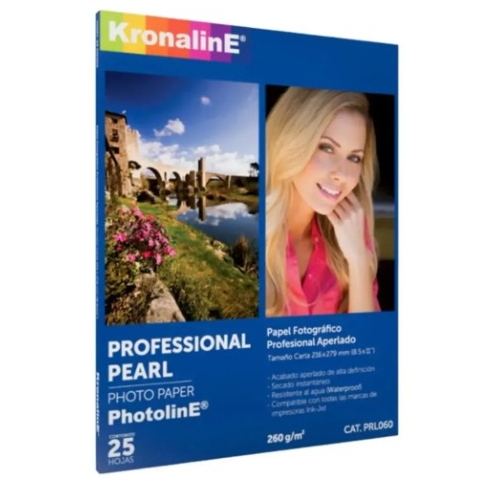 KronalinE®
PROFESSIONAL
PEARL
PHOTO PAPER
PhotolinE®
CONTENIDO
25
HOJAS
Papel Fotográfico
Profesional Aperlado
Tamaño Carta 216x279 mm (8.5x11")
- Acabado aperlado de alta definición
- Secado instantáneo
- Resistente al agua (Waterproof)
- Compatible con todas las marcas de
impresoras Ink-Jet
260 g/m²
CAT. PRL060